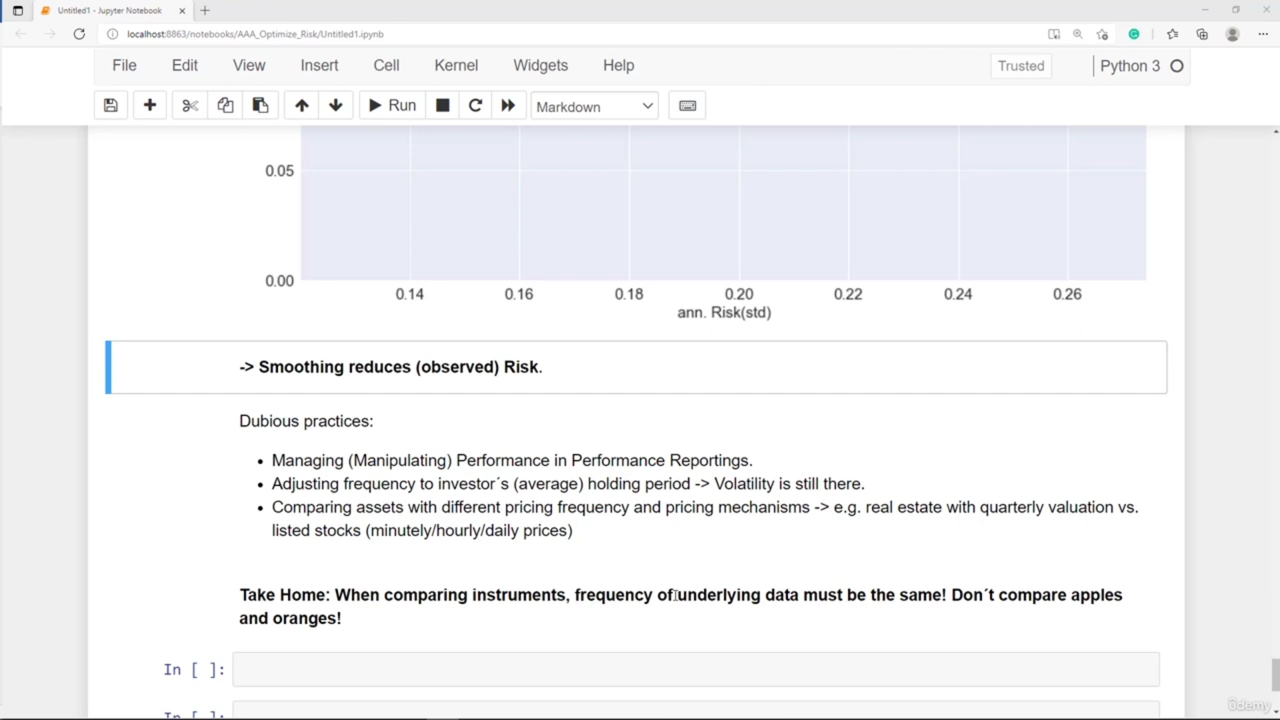 Untitled1 - Jupyter Notebook
localhost:8863/notebooks/AAA_Optimize_Risk/Untitled1.ipynb
File Edit View Insert Cell Kernel Widgets Help Trusted Python 3
Run Markdown
0.05
0.00
0.14 0.16 0.18 0.20 0.22 0.24 0.26
ann. Risk(std)
-> Smoothing reduces (observed) Risk.
Dubious practices:
• Managing (Manipulating) Performance in Performance Reportings.
• Adjusting frequency to investor´s (average) holding period -> Volatility is still there.
• Comparing assets with different pricing frequency and pricing mechanisms -> e.g. real estate with quarterly valuation vs.
listed stocks (minutely/hourly/daily prices)
Take Home: When comparing instruments, frequency of underlying data must be the same! Don´t compare apples
and oranges!
In [ ]:
In [ ]:
ûdemy